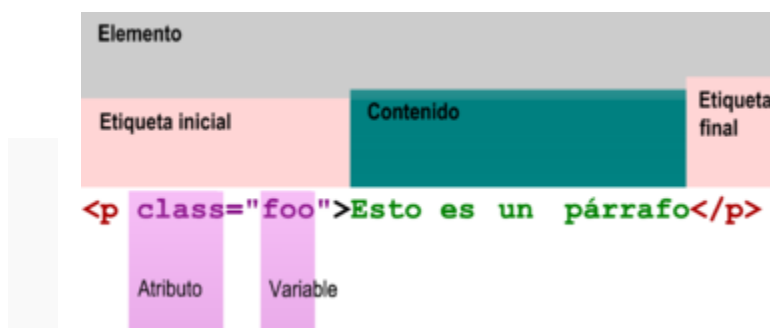 Elemento
Etiqueta inicial
Contenido
Etiqueta
final
<p class="foo">Esto es un párrafo</p>
Atributo
Variable